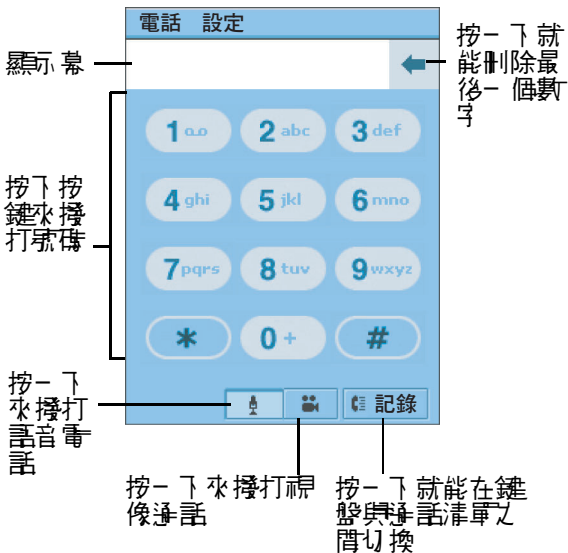 電話 設定
顯示幕
按一下就
能刪除最
後一個數
字
1
2 abc
3 def
4 ghi
5 jkl
6 mno
7 pqrs
8 tuv
9 wxyz
*
0 +
#
按下按
鍵來撥
打號碼
記錄
按一下
來撥打
語音電
話
按一下來撥打視
像通話
按一下就能在鍵
盤與通話清單之
間切換